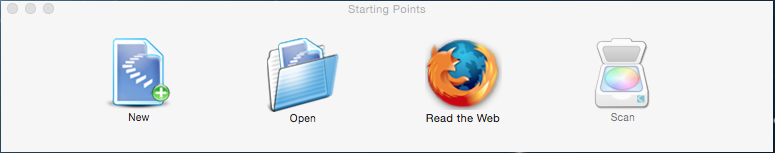 Starting Points
New
Open
Read the Web
Scan